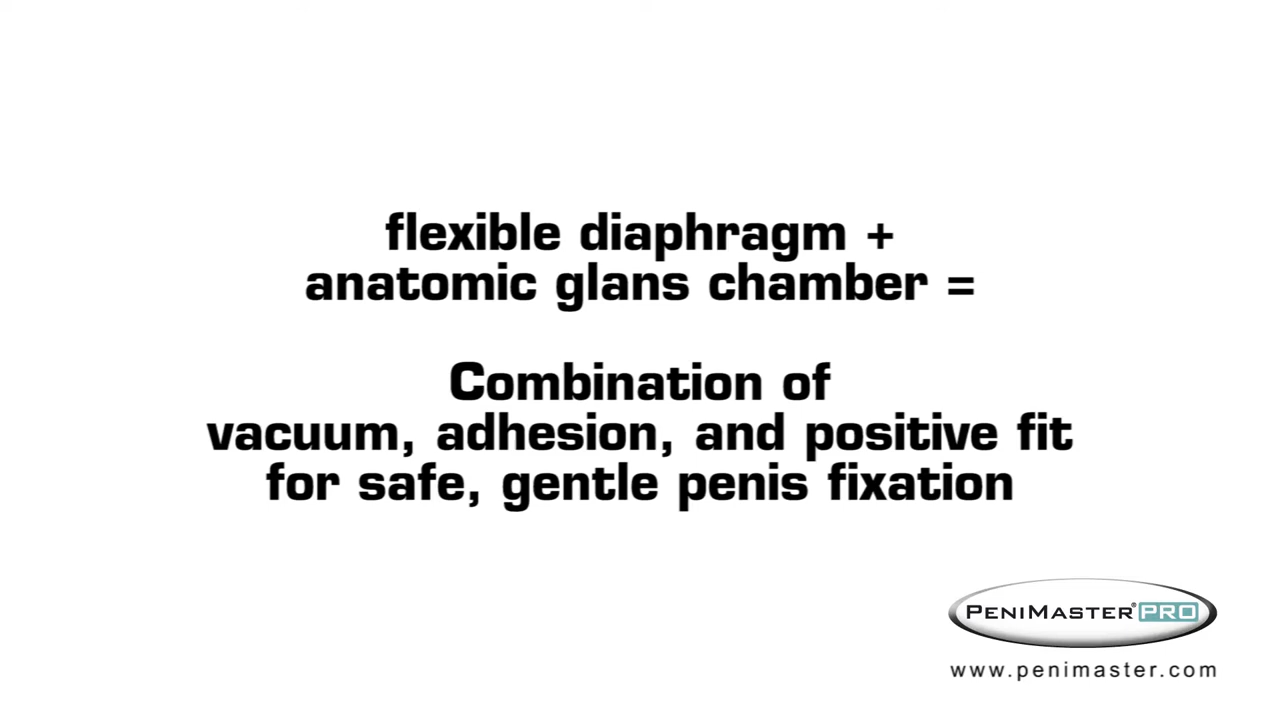 flexible diaphragm +
anatomic glans chamber =
Combination of
vacuum, adhesion, and positive fit
for safe, gentle penis fixation
PENIMASTER® PRO
www.penimaster.com